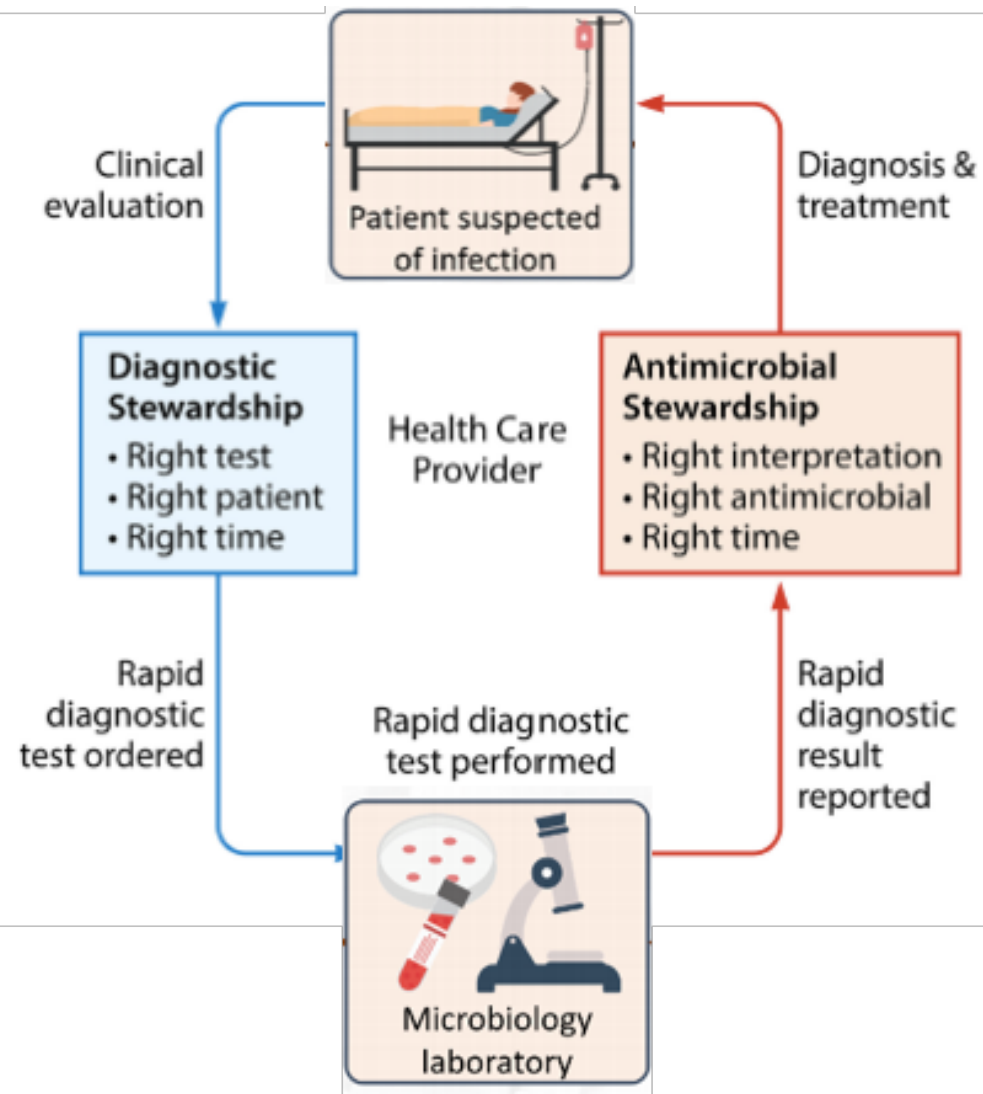 Patient suspected
of infection
Clinical
evaluation
Diagnosis &
treatment
Diagnostic
Stewardship
• Right test
• Right patient
• Right time
Health Care
Provider
Antimicrobial
Stewardship
• Right interpretation
• Right antimicrobial
• Right time
Rapid
diagnostic
test ordered
Rapid diagnostic
test performed
Rapid
diagnostic
result
reported
Microbiology
laboratory